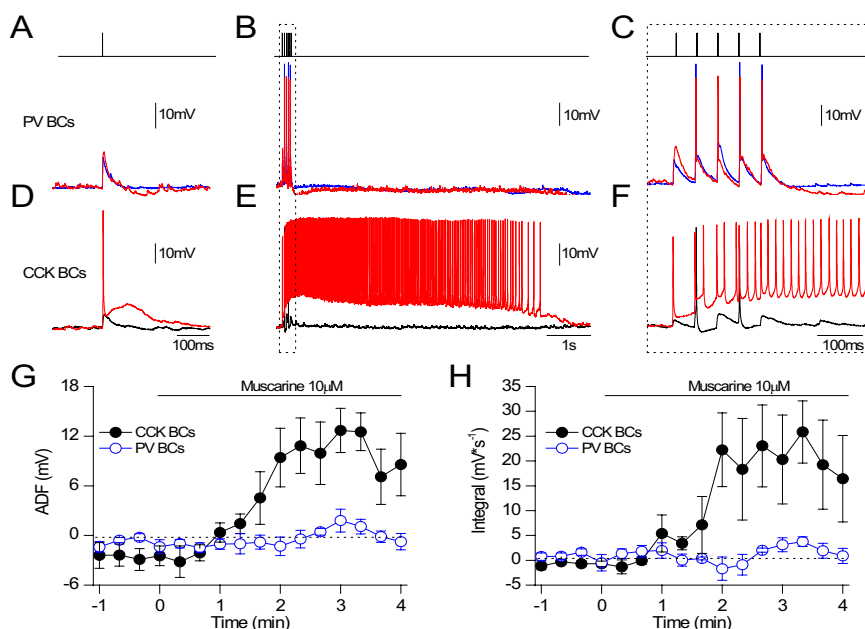 A
B
C
10mV
10mV
10mV
PV BCs
D
E
F
10mV
10mV
CCK BCs
100ms
1s
100ms
G
H
Muscarine 10μM
Muscarine 10μM
18
12
6
0
-6
ADF (mV)
CCK BCs
PV BCs
-1 0 1 2 3 4
Time (min)
35
30
25
20
15
10
5
0
-5
Integral (mV*s⁻¹)
CCK BCs
PV BCs
-1 0 1 2 3 4
Time (min)